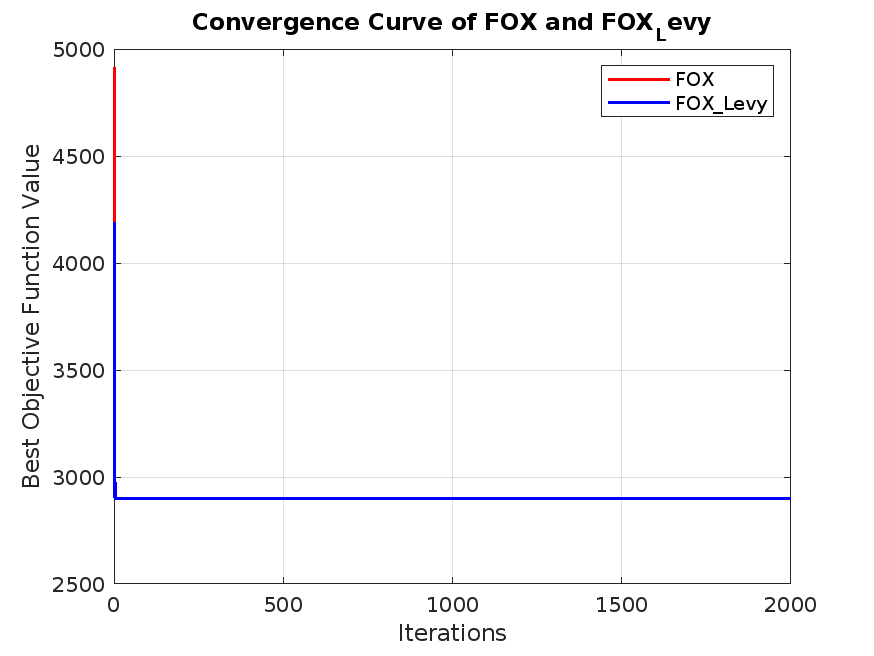 Convergence Curve of FOX and FOX_Levy
5000
4500
4000
3500
3000
2500
Best Objective Function Value
FOX
FOX_Levy
0 500 1000 1500 2000
Iterations